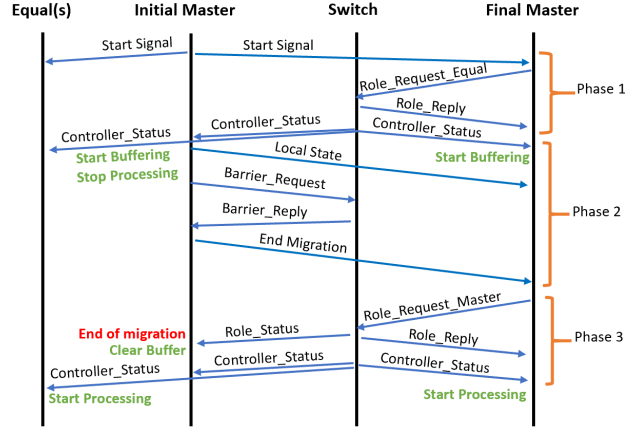 Equal(s) Initial Master Switch Final Master
Start Signal Start Signal
Role_Request_Equal
Phase 1
Role_Reply
Controller_Status Controller_Status
Controller_Status
Start Buffering Local State Start Buffering
Stop Processing
Barrier_Request
Phase 2
Barrier_Reply
End Migration
Role_Request_Master
End of migration Role_Status Role_Reply Phase 3
Clear Buffer
Controller_Status Controller_Status
Controller_Status
Start Processing Start Processing